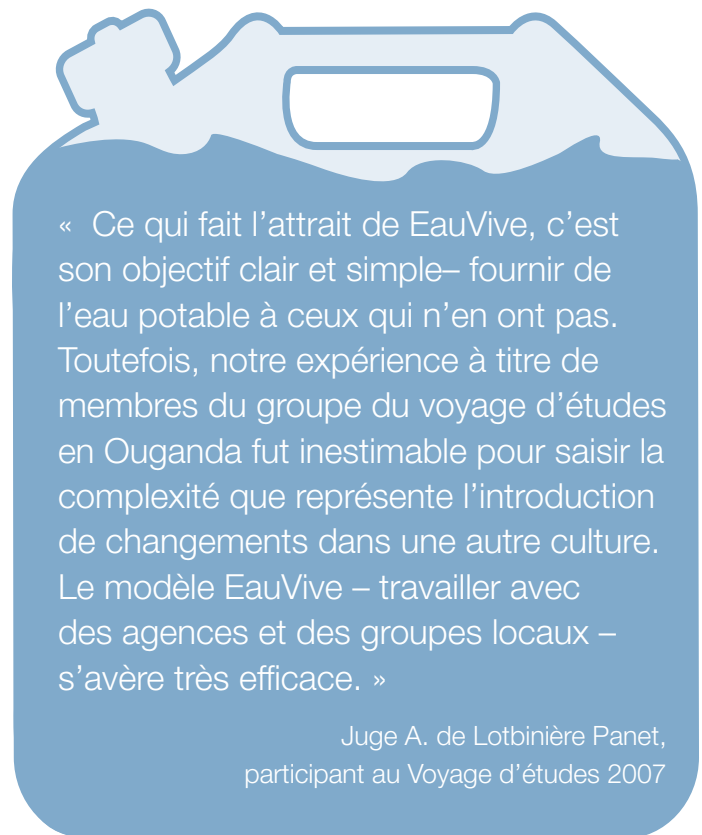 «  Ce qui fait l’attrait de EauVive, c’est
son objectif clair et simple– fournir de
l’eau potable à ceux qui n’en ont pas.
Toutefois, notre expérience à titre de
membres du groupe du voyage d’études
en Ouganda fut inestimable pour saisir la
complexité que représente l’introduction
de changements dans une autre culture.
Le modèle EauVive – travailler avec
des agences et des groupes locaux –
s’avère très efficace. »
Juge A. de Lotbinière Panet,
participant au Voyage d’études 2007